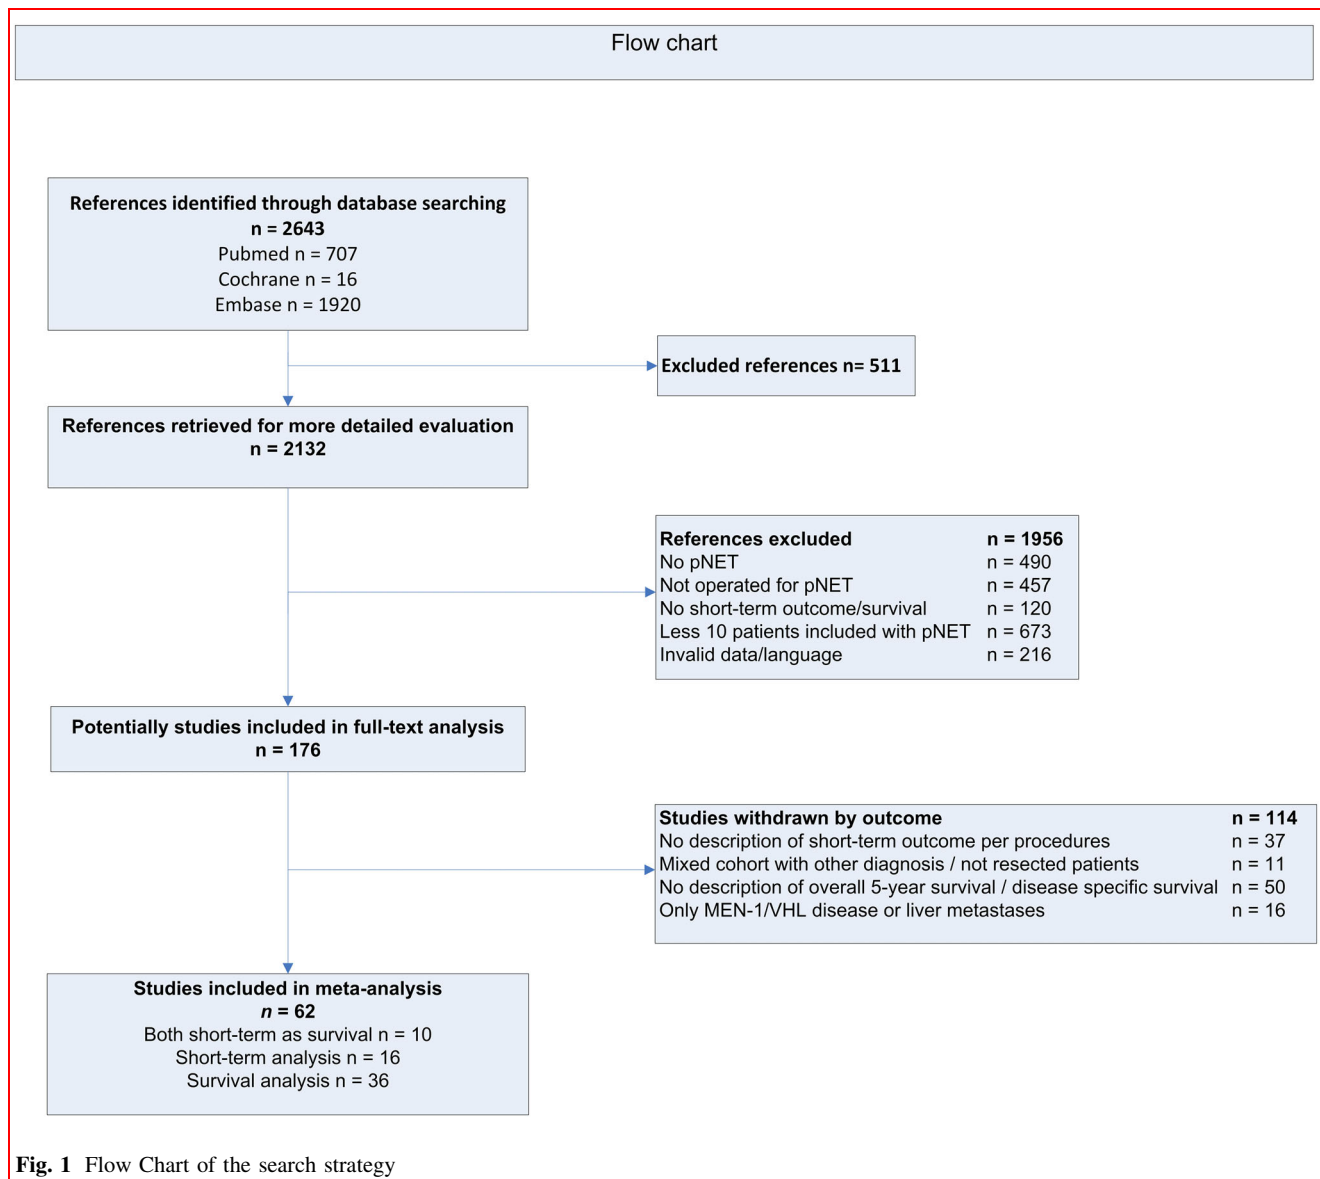 Flow chart
References identified through database searching
n = 2643
Pubmed n = 707
Cochrane n = 16
Embase n = 1920
Excluded references n= 511
References retrieved for more detailed evaluation
n = 2132
References excluded n = 1956
No pNET n = 490
Not operated for pNET n = 457
No short-term outcome/survival n = 120
Less 10 patients included with pNET n = 673
Invalid data/language n = 216
Potentially studies included in full-text analysis
n = 176
Studies withdrawn by outcome n = 114
No description of short-term outcome per procedures n = 37
Mixed cohort with other diagnosis / not resected patients n = 11
No description of overall 5-year survival / disease specific survival n = 50
Only MEN-1/VHL disease or liver metastases n = 16
Studies included in meta-analysis
n = 62
Both short-term as survival n = 10
Short-term analysis n = 16
Survival analysis n = 36
Fig. 1 Flow Chart of the search strategy